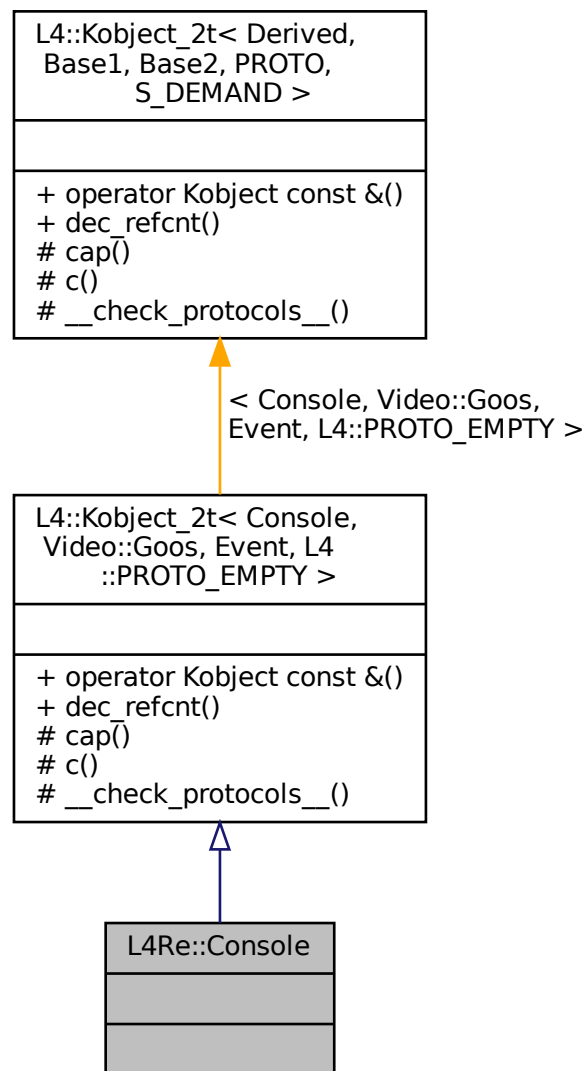 L4::Kobject_2t< Derived,
Base1, Base2, PROTO,
S_DEMAND >
+ operator Kobject const &()
+ dec_refcnt()
# cap()
# c()
# __check_protocols__()
< Console, Video::Goos,
Event, L4::PROTO_EMPTY >
L4::Kobject_2t< Console,
Video::Goos, Event, L4
::PROTO_EMPTY >
+ operator Kobject const &()
+ dec_refcnt()
# cap()
# c()
# __check_protocols__()
L4Re::Console